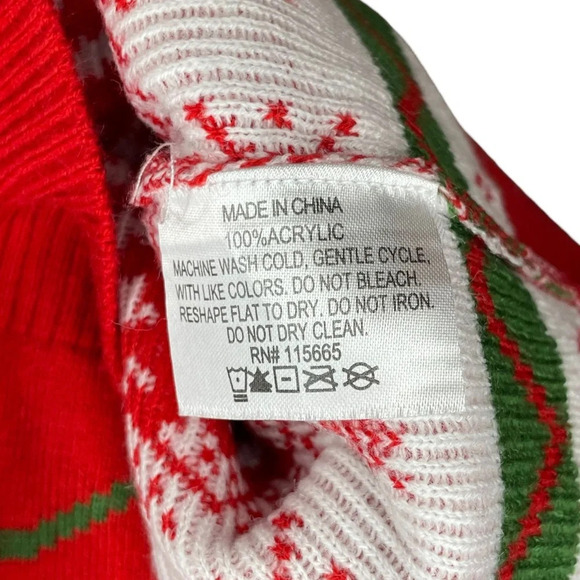 MADE IN CHINA
100%ACRYLIC
MACHINE WASH COLD, GENTLE CYCLE,
WITH LIKE COLORS. DO NOT BLEACH.
RESHAPE FLAT TO DRY. DO NOT IRON.
DO NOT DRY CLEAN.
RN# 115665